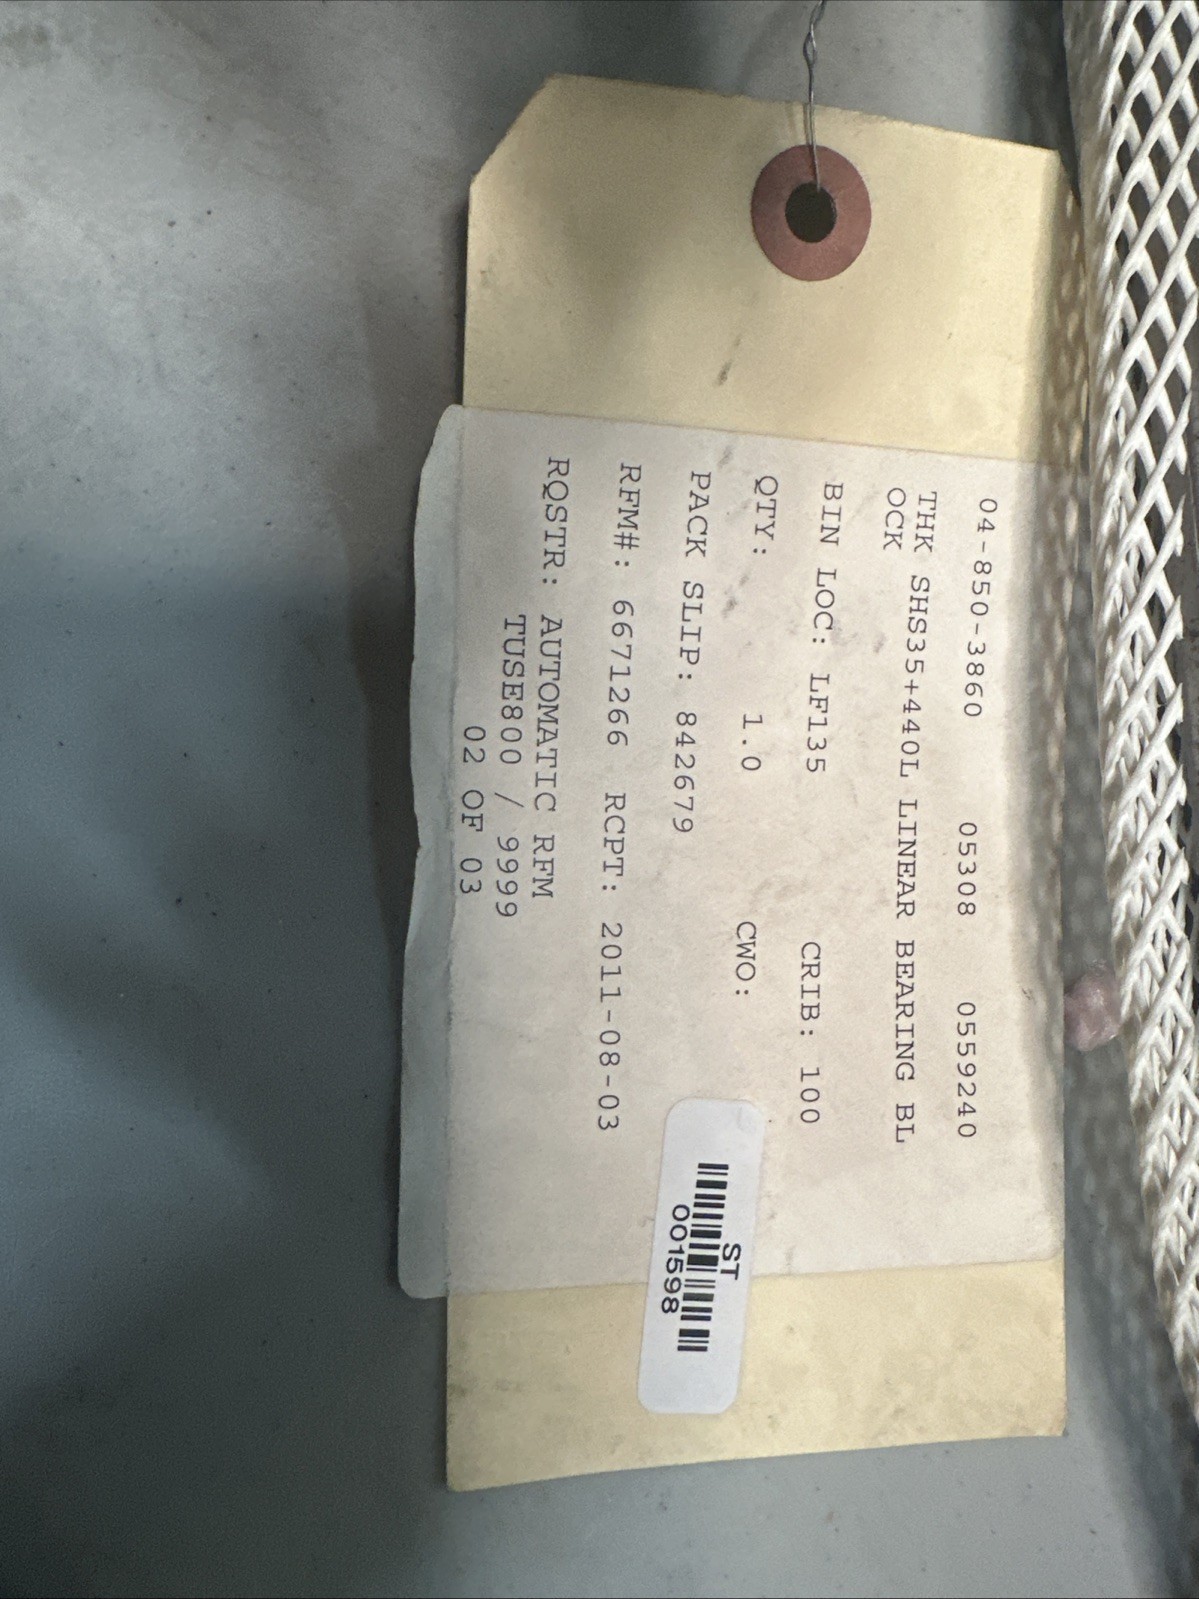 04-850-3860 05308 0559240
THK SHS35+440L LINEAR BEARING BL
OCK
BIN LOC: LF135 CRIB: 100
QTY: 1.0 CWO:
PACK SLIP: 842679
RFM#: 6671266 RCPT: 2011-08-03
RQSTR: AUTOMATIC RFM
TUSE800 / 9999
02 OF 03
ST
001598